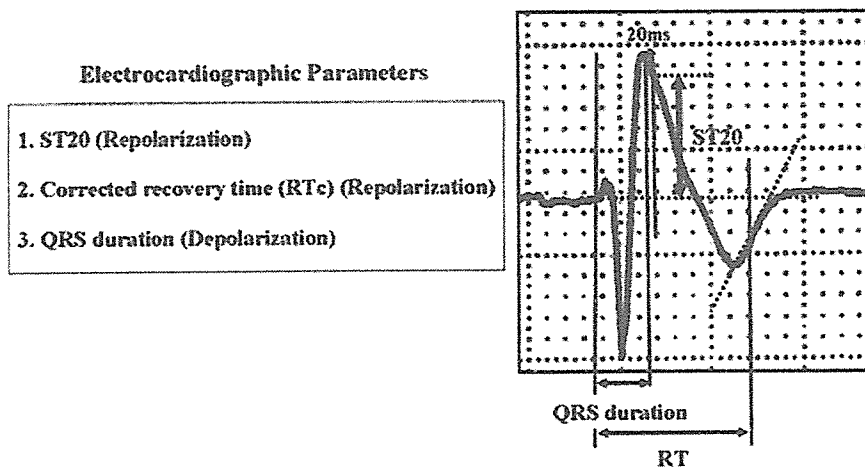 Electrocardiographic Parameters
1. ST20 (Repolarization)
2. Corrected recovery time (RTc) (Repolarization)
3. QRS duration (Depolarization)
20ms
ST20
QRS duration
RT